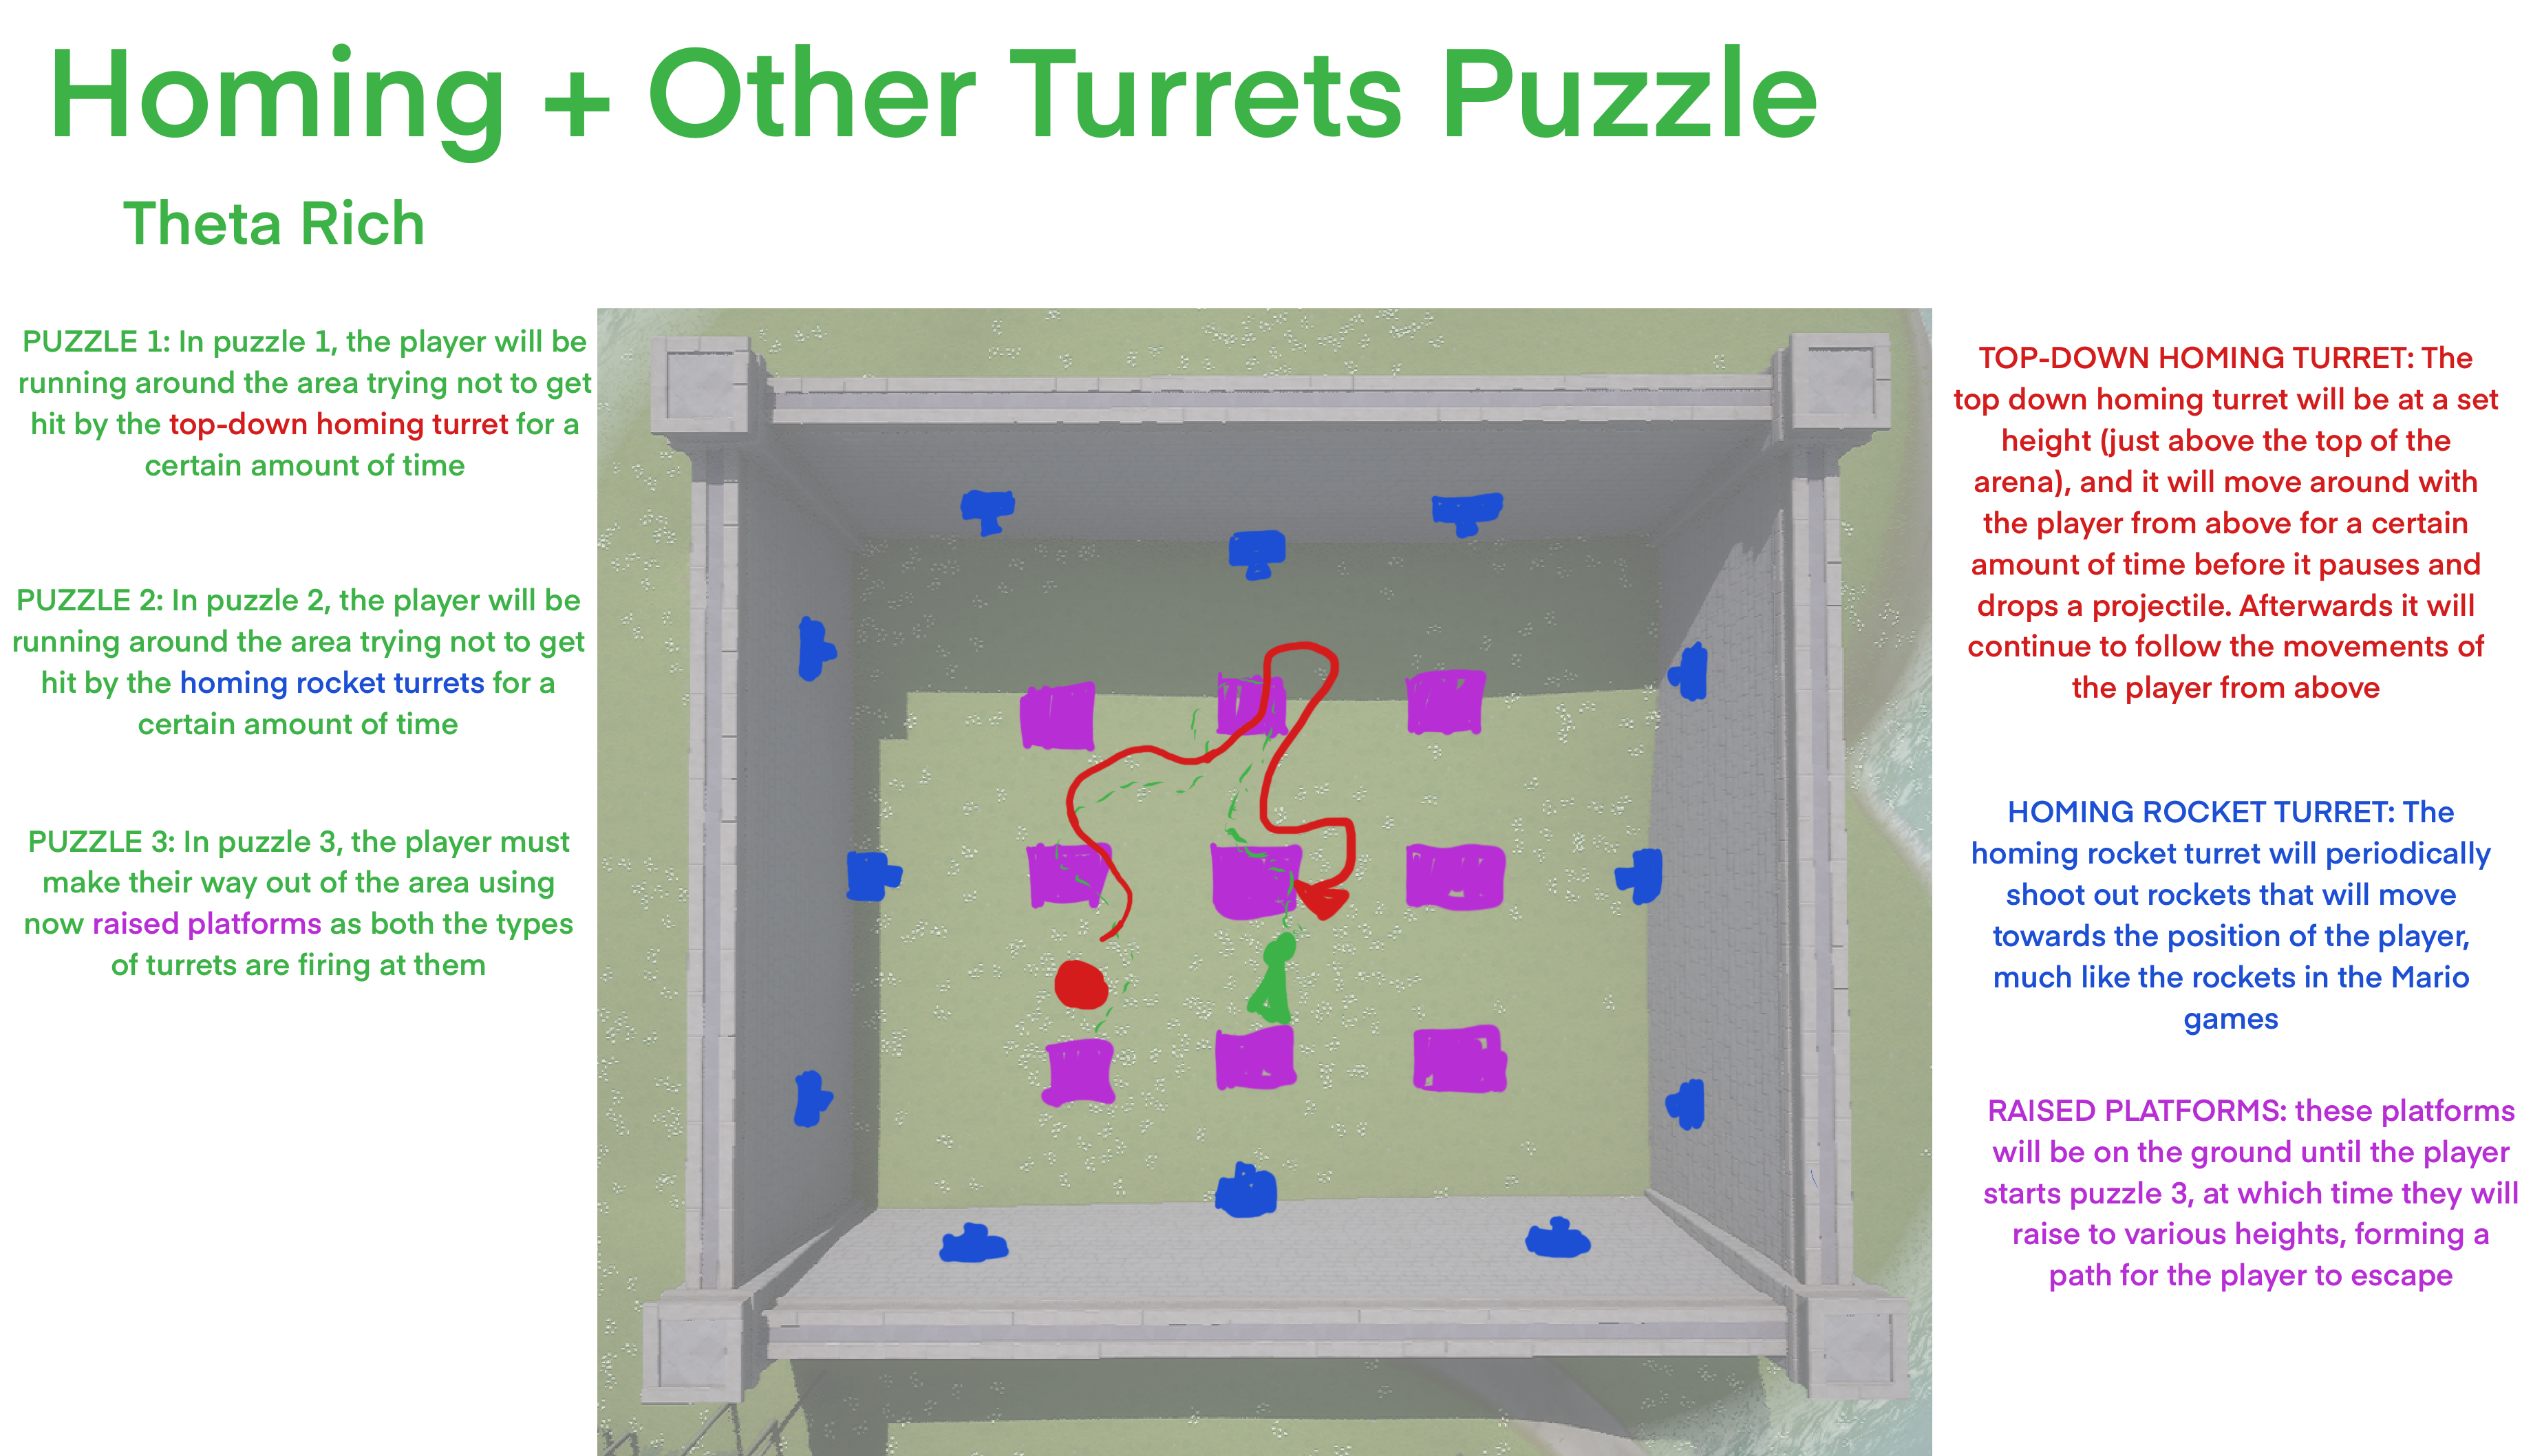 Homing + Other Turrets Puzzle
Theta Rich
PUZZLE 1: In puzzle 1, the player will be
running around the area trying not to get
hit by the top-down homing turret for a
certain amount of time
PUZZLE 2: In puzzle 2, the player will be
running around the area trying not to get
hit by the homing rocket turrets for a
certain amount of time
PUZZLE 3: In puzzle 3, the player must
make their way out of the area using
now raised platforms as both the types
of turrets are firing at them
TOP-DOWN HOMING TURRET: The
top down homing turret will be at a set
height (just above the top of the
arena), and it will move around with
the player from above for a certain
amount of time before it pauses and
drops a projectile. Afterwards it will
continue to follow the movements of
the player from above
HOMING ROCKET TURRET: The
homing rocket turret will periodically
shoot out rockets that will move
towards the position of the player,
much like the rockets in the Mario
games
RAISED PLATFORMS: these platforms
will be on the ground until the player
starts puzzle 3, at which time they will
raise to various heights, forming a
path for the player to escape